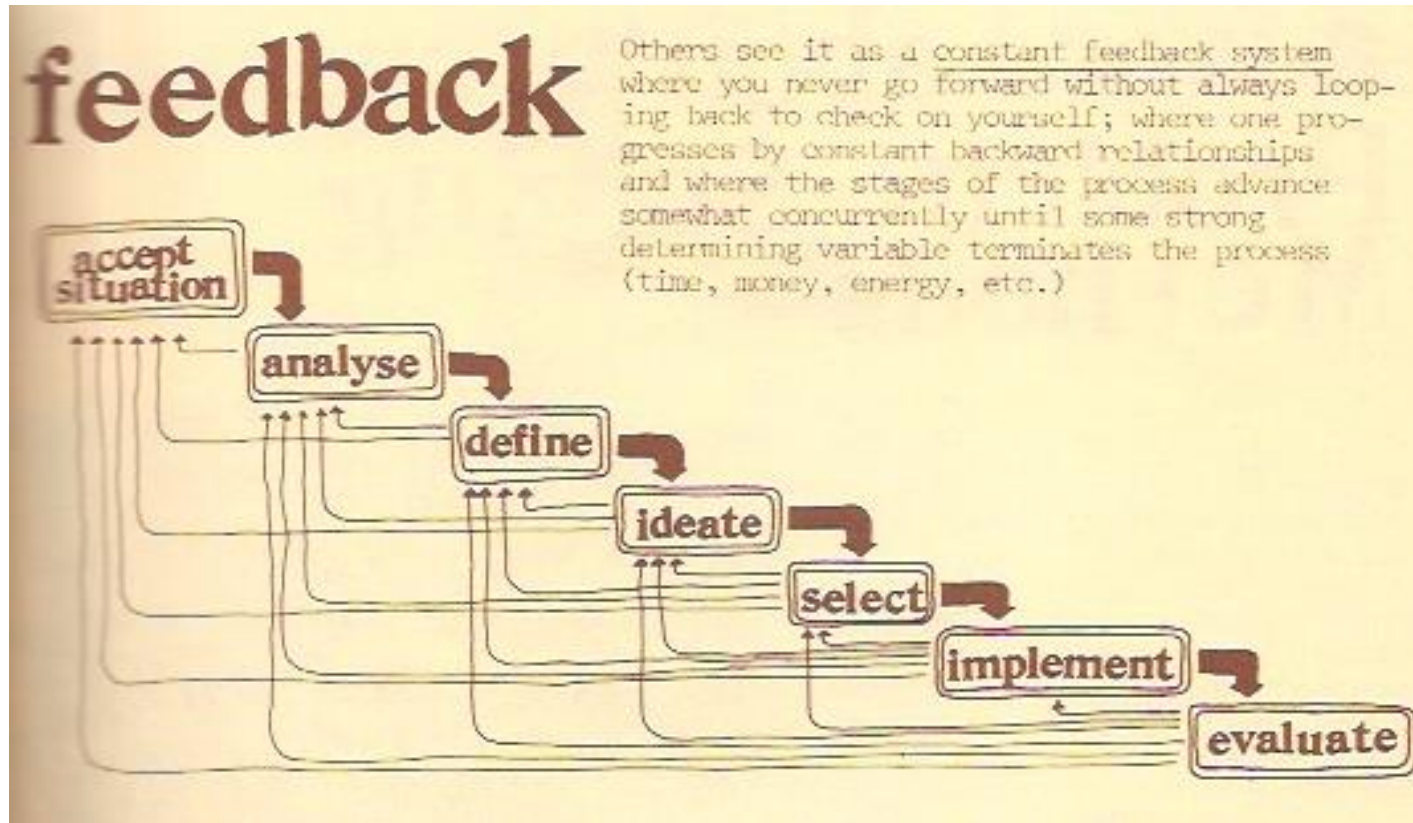 feedback
Others see it as a constant feedback system
where you never go forward without always loop-
ing back to check on yourself; where one pro-
gresses by constant backward relationships
and where the stages of the process advance
somewhat concurrently until some strong
determining variable terminates the process
(time, money, energy, etc.)
accept
situation
analyse
define
ideate
select
implement
evaluate